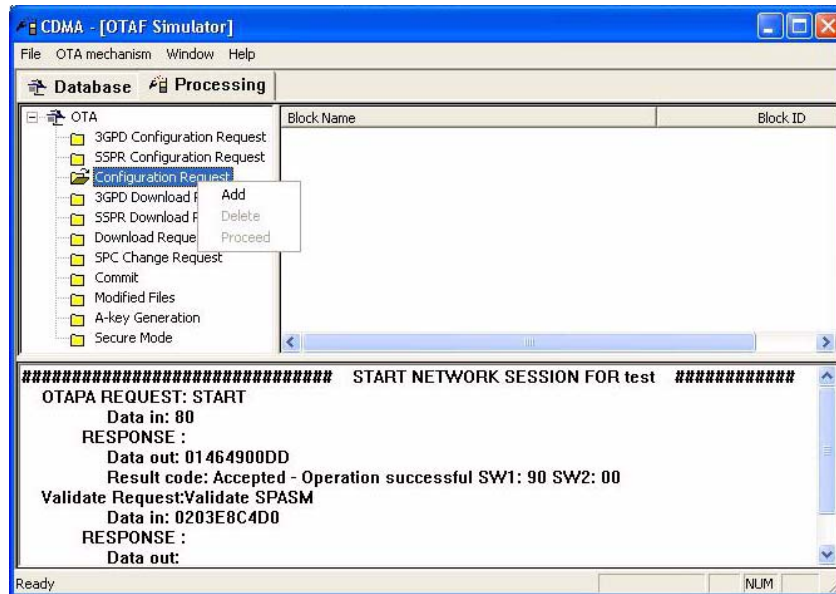 CDMA - [OTAF Simulator]
File OTA mechanism Window Help
Database Processing
OTA
3GPD Configuration Request
SSPR Configuration Request
Configuration Request
3GPD Download R
SSPR Download R
Download Reque
SPC Change Request
Commit
Modified Files
A-key Generation
Secure Mode
Add
Delete
Proceed
Block Name Block ID
############################### START NETWORK SESSION FOR test ############
OTAPA REQUEST: START
Data in: 80
RESPONSE :
Data out: 01464900DD
Result code: Accepted - Operation successful SW1: 90 SW2: 00
Validate Request:Validate SPASM
Data in: 0203E8C4D0
RESPONSE :
Data out:
Ready NUM